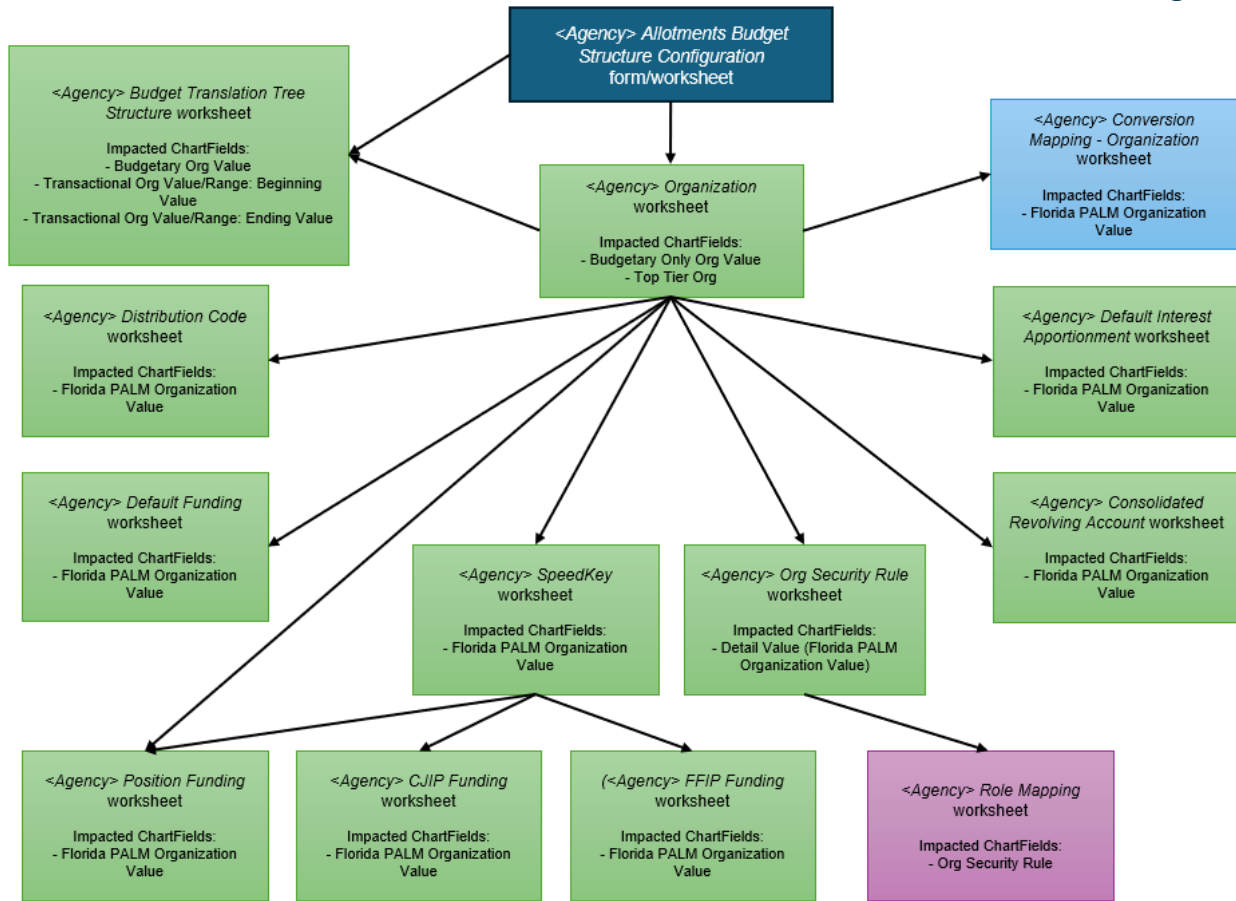 <Agency> Allotments Budget
Structure Configuration
form/worksheet
<Agency> Budget Translation Tree
Structure worksheet
Impacted ChartFields:
- Budgetary Org Value
- Transactional Org Value/Range: Beginning
Value
- Transactional Org Value/Range: Ending Value
<Agency> Organization
worksheet
Impacted ChartFields:
- Budgetary Only Org Value
- Top Tier Org
<Agency> Conversion
Mapping - Organization
worksheet
Impacted ChartFields:
- Florida PALM Organization
Value
<Agency> Distribution Code
worksheet
Impacted ChartFields:
- Florida PALM Organization
Value
<Agency> Default Interest
Apportionment worksheet
Impacted ChartFields:
- Florida PALM Organization
Value
<Agency> Default Funding
worksheet
Impacted ChartFields:
- Florida PALM Organization
Value
<Agency> SpeedKey
worksheet
Impacted ChartFields:
- Florida PALM Organization
Value
<Agency> Org Security Rule
worksheet
Impacted ChartFields:
- Detail Value (Florida PALM
Organization Value)
<Agency> Consolidated
Revolving Account worksheet
Impacted ChartFields:
- Florida PALM Organization
Value
<Agency> Position Funding
worksheet
Impacted ChartFields:
- Florida PALM Organization
Value
<Agency> CJIP Funding
worksheet
Impacted ChartFields:
- Florida PALM Organization
Value
(<Agency> FFIP Funding
worksheet
Impacted ChartFields:
- Florida PALM Organization
Value
<Agency> Role Mapping
worksheet
Impacted ChartFields:
- Org Security Rule